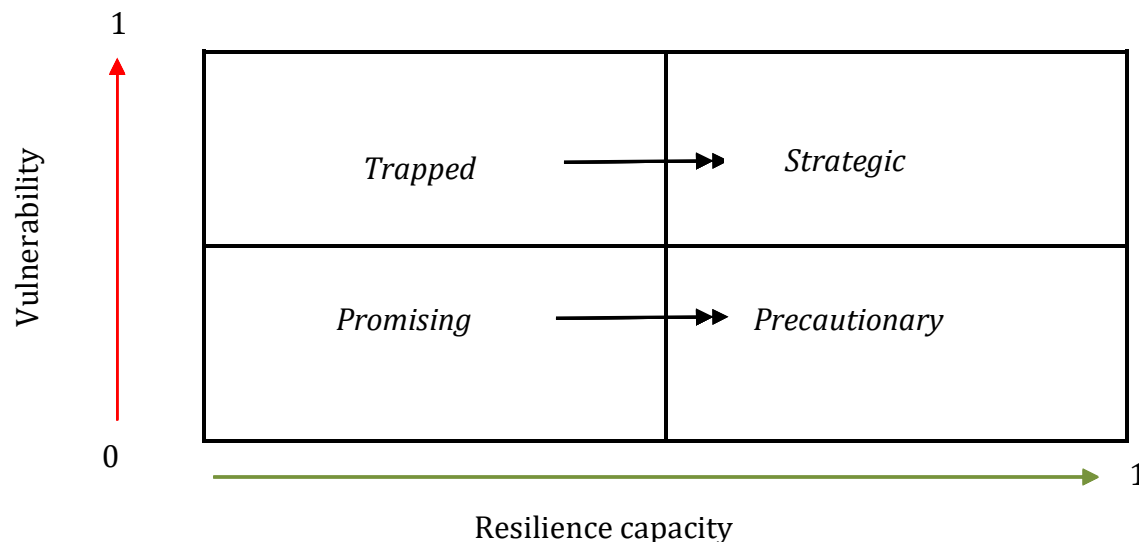 1
Vulnerability
Trapped
Strategic
Promising
Precautionary
0
1
Resilience capacity